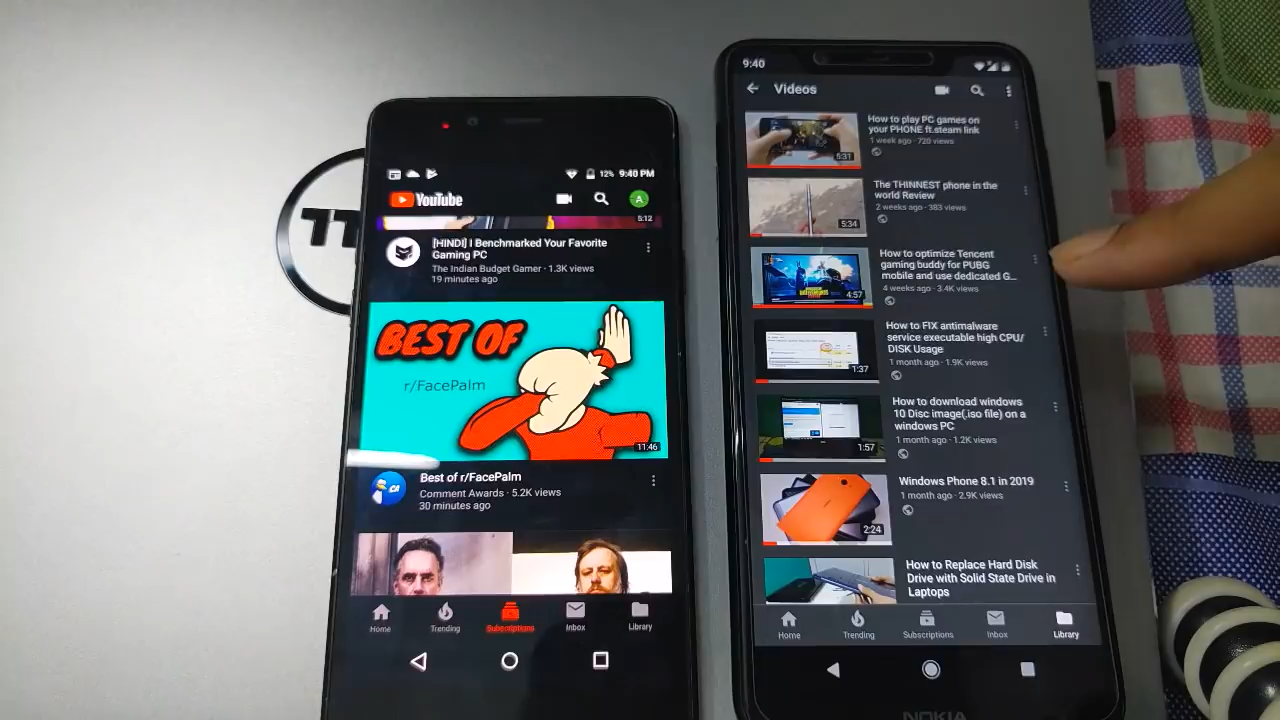 12% 9:40 PM
YouTube
A
5:12
[HINDI] I Benchmarked Your Favorite
Gaming PC
The Indian Budget Gamer · 1.3K views
19 minutes ago
BEST OF
r/FacePalm
11:46
CA
Best of r/FacePalm
Comment Awards · 5.2K views
30 minutes ago
Home
Trending
Subscriptions
Inbox
Library
9:40
Videos
How to play PC games on
your PHONE ft.steam link
1 week ago · 720 views
5:31
The THINNEST phone in the
world Review
2 weeks ago · 383 views
5:34
How to optimize Tencent
gaming buddy for PUBG
mobile and use dedicated G...
4 weeks ago · 3.4K views
4:57
How to FIX antimalware
service executable high CPU/
DISK Usage
1 month ago · 1.9K views
1:37
How to download windows
10 Disc image(.iso file) on a
windows PC
1 month ago · 1.2K views
1:57
Windows Phone 8.1 in 2019
1 month ago · 2.9K views
2:24
How to Replace Hard Disk
Drive with Solid State Drive in
Laptops
Home
Trending
Subscriptions
Inbox
Library
NOKIA